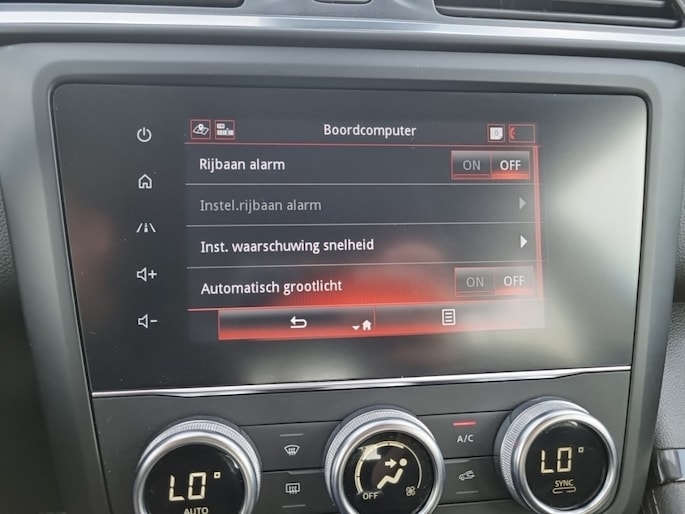 Boordcomputer
Rijbaan alarm ON OFF
Instel.rijbaan alarm
Inst. waarschuwing snelheid
Automatisch grootlicht ON OFF
A/C
LO°
AUTO
OFF
LO°
SYNC